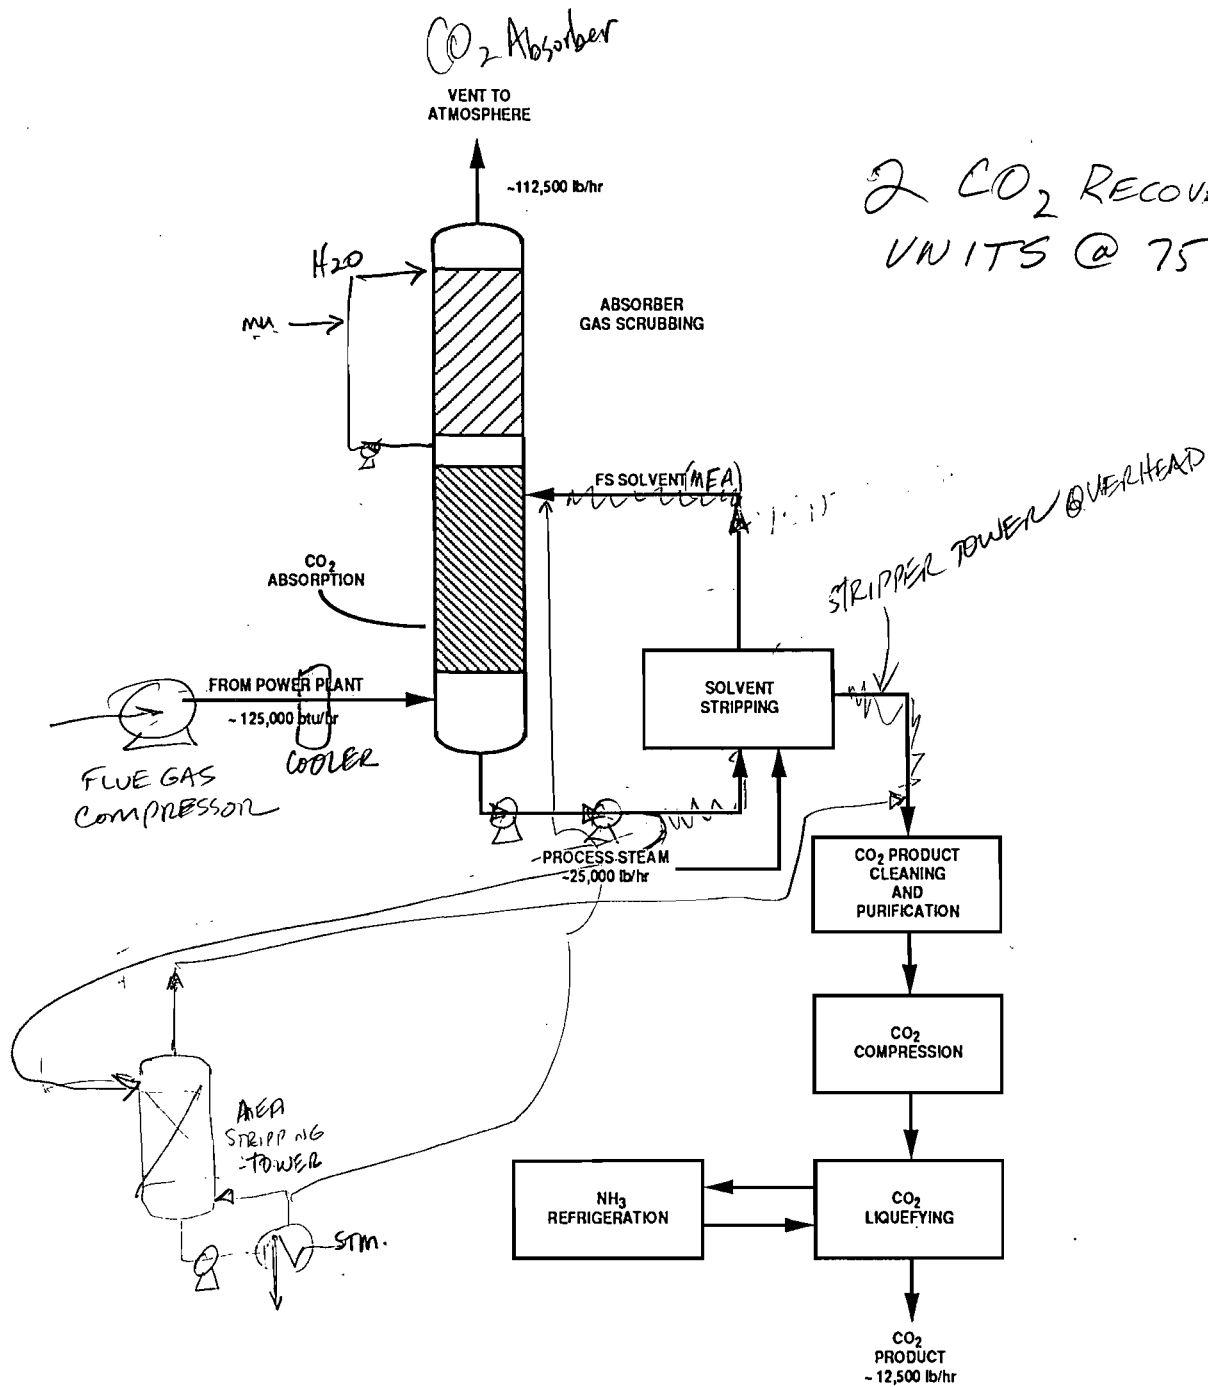 CO2 Absorber
VENT TO
ATMOSPHERE
~112,500 lb/hr
2 CO2 RECOV
UNITS @ 75
H2O
mu
ABSORBER
GAS SCRUBBING
FS SOLVENT (MEA)
STRIPPER TOWER OVERHEAD
CO2
ABSORPTION
SOLVENT
STRIPPING
FROM POWER PLANT
~ 125,000 btu/hr
COOLER
FLUE GAS
COMPRESSOR
PROCESS STEAM
~25,000 lb/hr
CO2 PRODUCT
CLEANING
AND
PURIFICATION
CO2
COMPRESSION
MEA
STRIPPING
TOWER
STM.
NH3
REFRIGERATION
CO2
LIQUEFYING
CO2
PRODUCT
~ 12,500 lb/hr